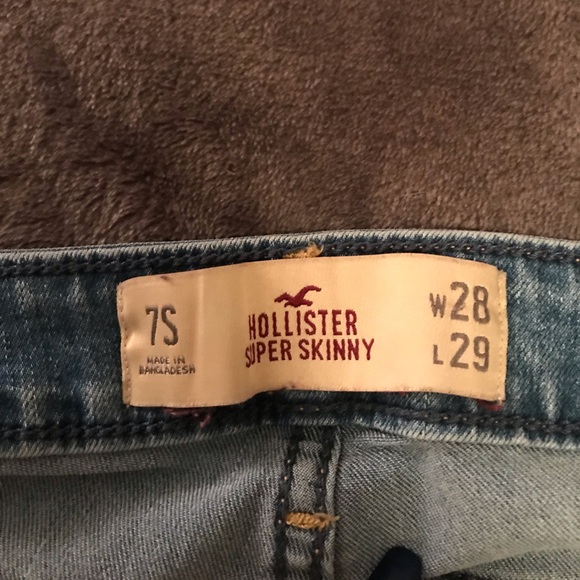 7S
MADE IN
BANGLADESH
HOLLISTER
SUPER SKINNY
W28
L29